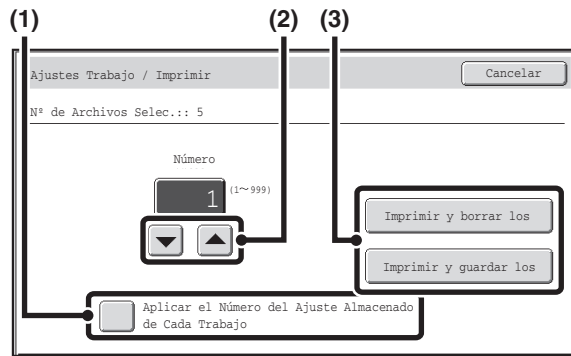 (1) (2) (3)
Ajustes Trabajo / Imprimir
Cancelar
Nº de Archivos Selec.:: 5
Número
1
(1~999)
Imprimir y borrar los
Imprimir y guardar los
Aplicar el Número del Ajuste Almacenado
de Cada Trabajo